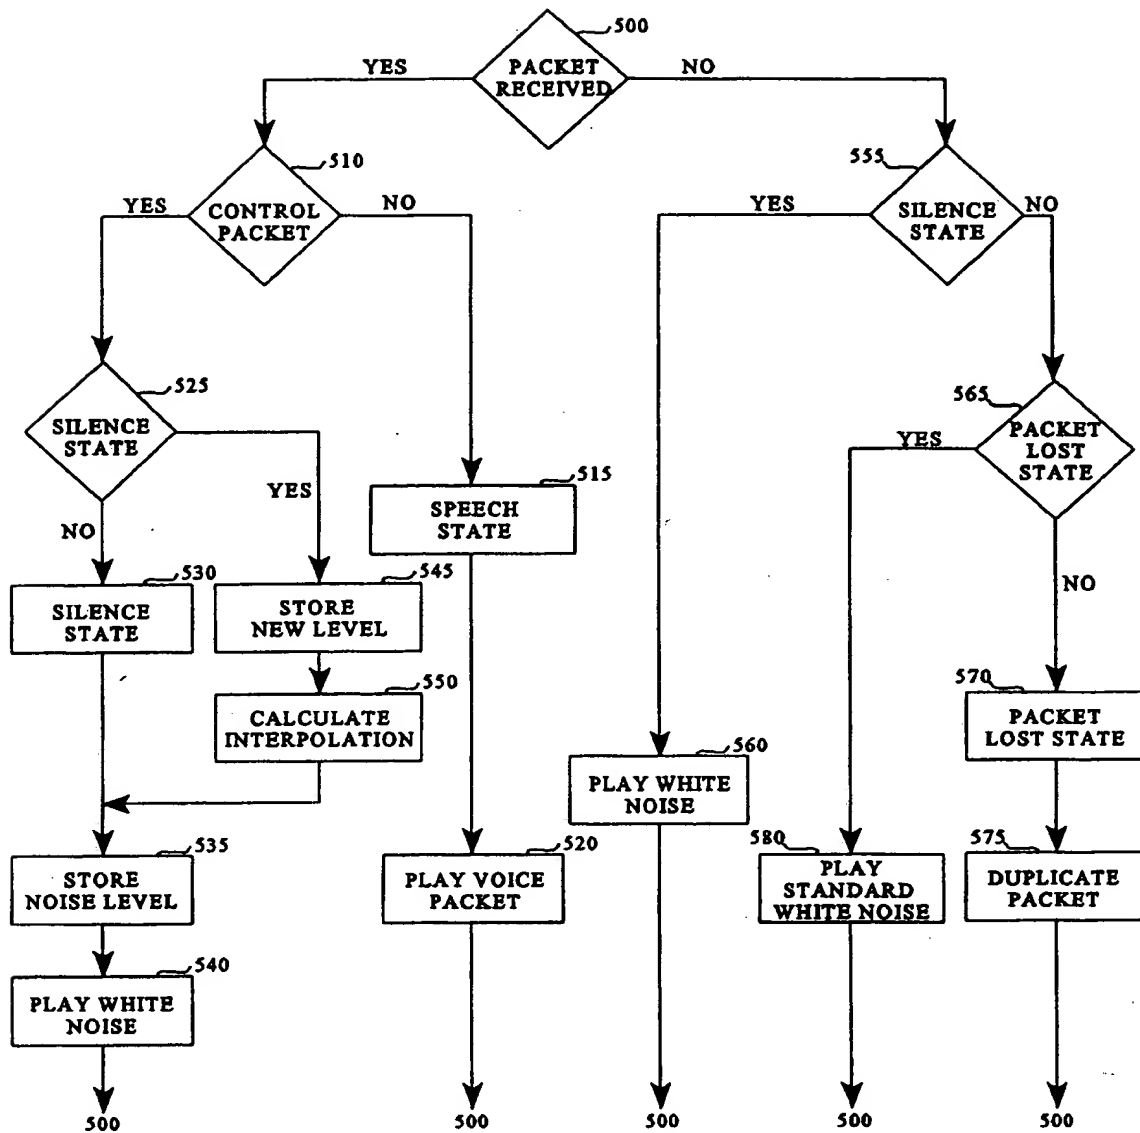 500
YES
PACKET
RECEIVED
NO
510
555
YES
CONTROL
PACKET
NO
YES
SILENCE
STATE
NO
525
565
SILENCE
STATE
YES
PACKET
LOST
STATE
YES
515
SPEECH
STATE
NO
530
545
NO
SILENCE
STATE
STORE
NEW LEVEL
550
570
CALCULATE
INTERPOLATION
PACKET
LOST STATE
560
PLAY WHITE
NOISE
535
520
580
575
STORE
NOISE LEVEL
PLAY VOICE
PACKET
PLAY
STANDARD
WHITE NOISE
DUPLICATE
PACKET
540
PLAY WHITE
NOISE
500
500
500
500
500